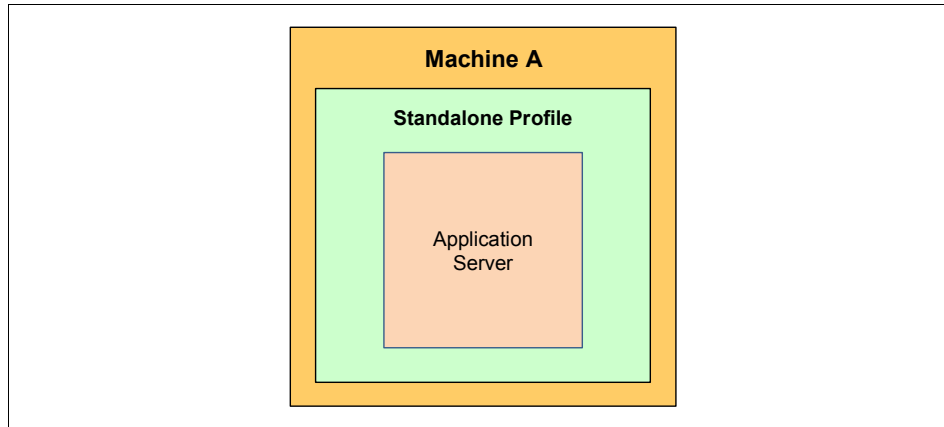 Machine A
Standalone Profile
Application
Server